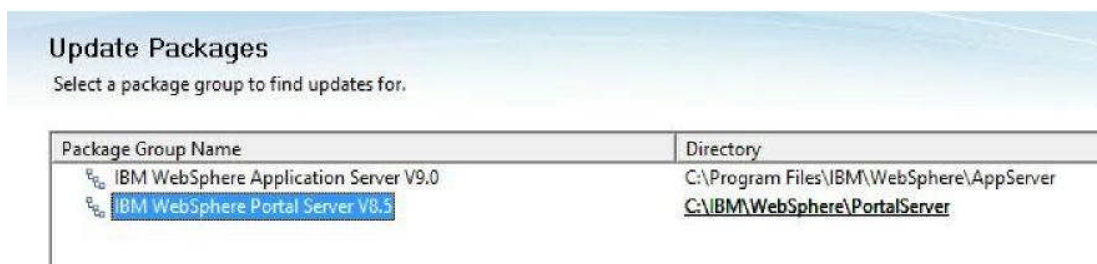 Update Packages
Select a package group to find updates for.
Package Group Name Directory
IBM WebSphere Application Server V9.0 C:\Program Files\IBM\WebSphere\AppServer
IBM WebSphere Portal Server V8.5 C:\IBM\WebSphere\PortalServer